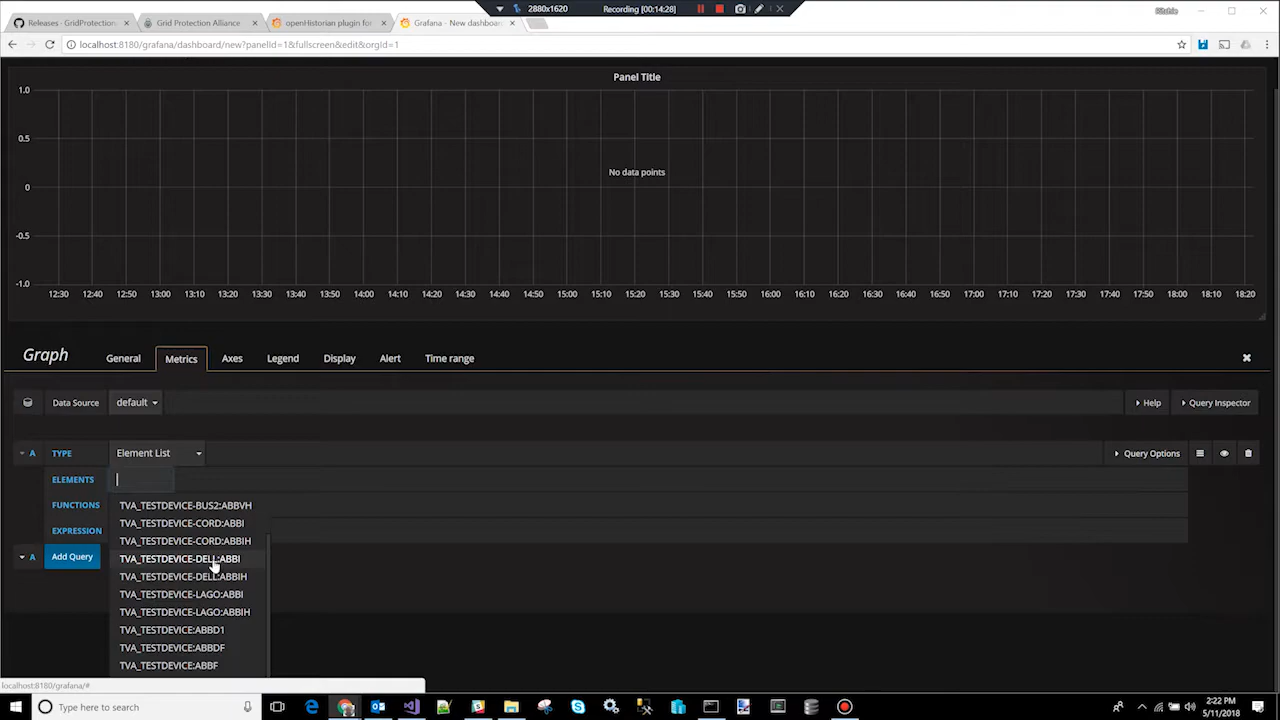 2880x1620 Recording [00:14:28]
Releases · GridProtection
Grid Protection Alliance
openHistorian plugin for
Grafana - New dashboa
Ritchie
localhost:8180/grafana/dashboard/new?panelId=1&fullscreen&edit&orgId=1
Panel Title
1.0
0.5
No data points
0
-0.5
-1.0
12:30 12:40 12:50 13:00 13:10 13:20 13:30 13:40 13:50 14:00 14:10 14:20 14:30 14:40 14:50 15:00 15:10 15:20 15:30 15:40 15:50 16:00 16:10 16:20 16:30 16:40 16:50 17:00 17:10 17:20 17:30 17:40 17:50 18:00 18:10 18:20
Graph General Metrics Axes Legend Display Alert Time range
Data Source default Help Query Inspector
A TYPE Element List Query Options
ELEMENTS
FUNCTIONS TVA_TESTDEVICE-BUS2:ABBVH
TVA_TESTDEVICE-CORD:ABBI
EXPRESSION TVA_TESTDEVICE-CORD:ABBIH
A Add Query TVA_TESTDEVICE-DELL:ABBI
TVA_TESTDEVICE-DELL:ABBIH
TVA_TESTDEVICE-LAGO:ABBI
TVA_TESTDEVICE-LAGO:ABBIH
TVA_TESTDEVICE:ABBD1
TVA_TESTDEVICE:ABBDF
TVA_TESTDEVICE:ABBF
localhost:8180/grafana/#
Type here to search
2:22 PM
5/11/2018